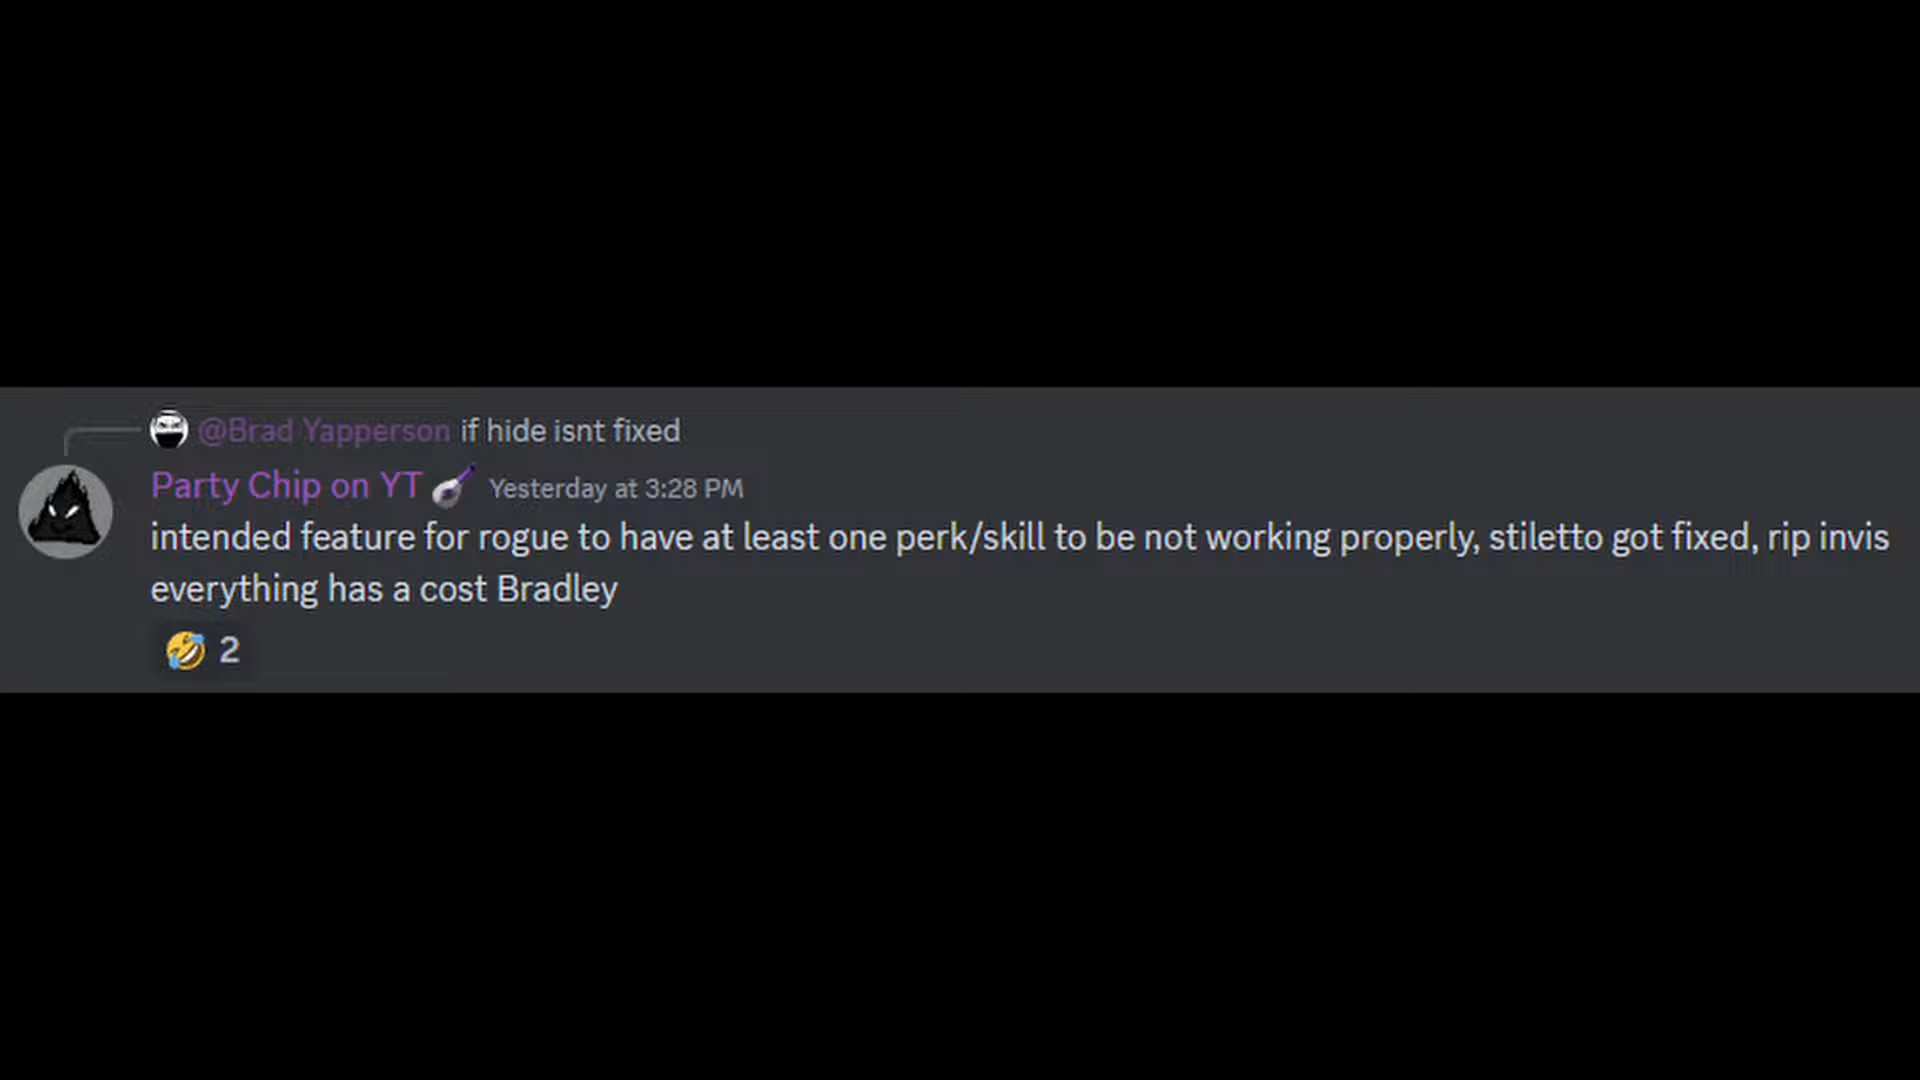 @Brad Yapperson if hide isnt fixed
Party Chip on YT Yesterday at 3:28 PM
intended feature for rogue to have at least one perk/skill to be not working properly, stiletto got fixed, rip invis
everything has a cost Bradley
🤣 2